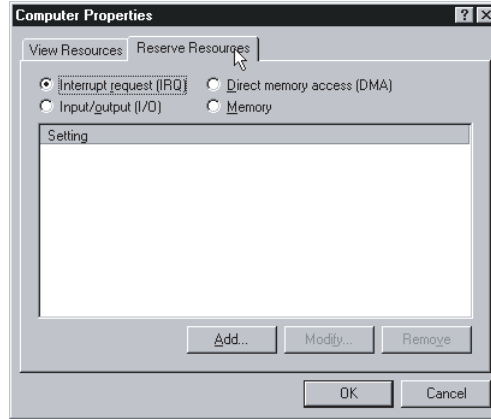 Computer Properties
View Resources
Reserve Resources
Interrupt request (IRQ)
Direct memory access (DMA)
Input/output (I/O)
Memory
Setting
Add...
Modify...
Remove
OK
Cancel